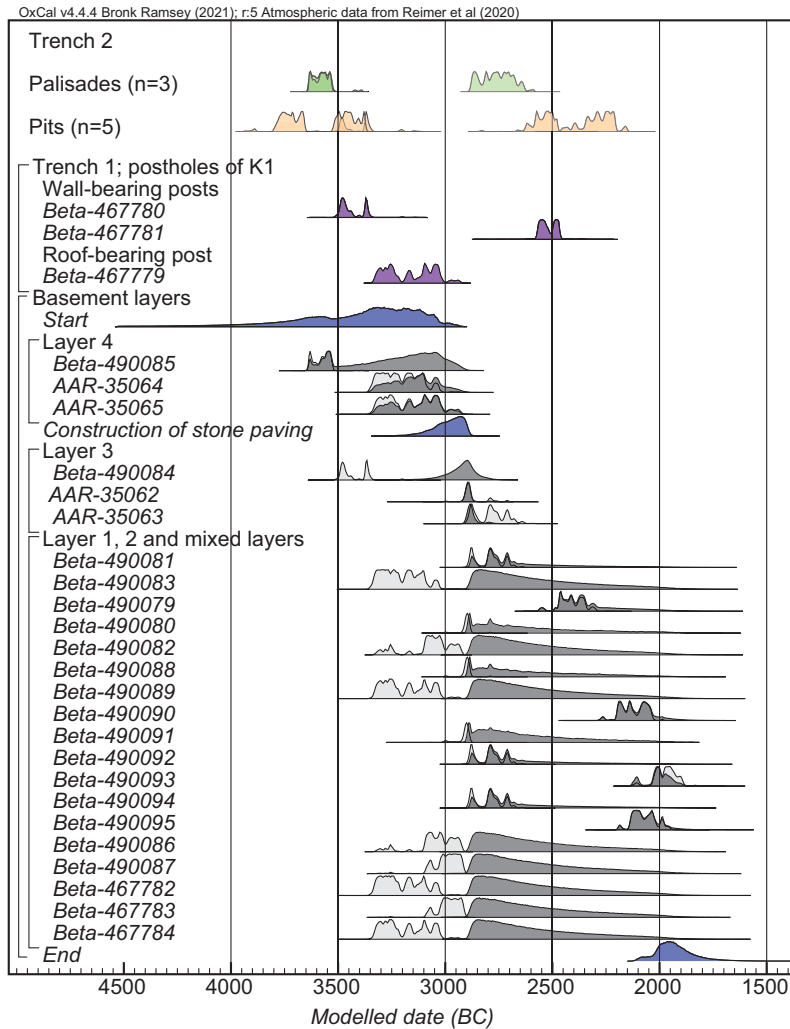 OxCal v4.4.4 Bronk Ramsey (2021); r:5 Atmospheric data from Reimer et al (2020)
Trench 2
Palisades (n=3)
Pits (n=5)
Trench 1; postholes of K1
Wall-bearing posts
Beta-467780
Beta-467781
Roof-bearing post
Beta-467779
Basement layers
Start
Layer 4
Beta-490085
AAR-35064
AAR-35065
Construction of stone paving
Layer 3
Beta-490084
AAR-35062
AAR-35063
Layer 1, 2 and mixed layers
Beta-490081
Beta-490083
Beta-490079
Beta-490080
Beta-490082
Beta-490088
Beta-490089
Beta-490090
Beta-490091
Beta-490092
Beta-490093
Beta-490094
Beta-490095
Beta-490086
Beta-490087
Beta-467782
Beta-467783
Beta-467784
End
4500 4000 3500 3000 2500 2000 1500
Modelled date (BC)